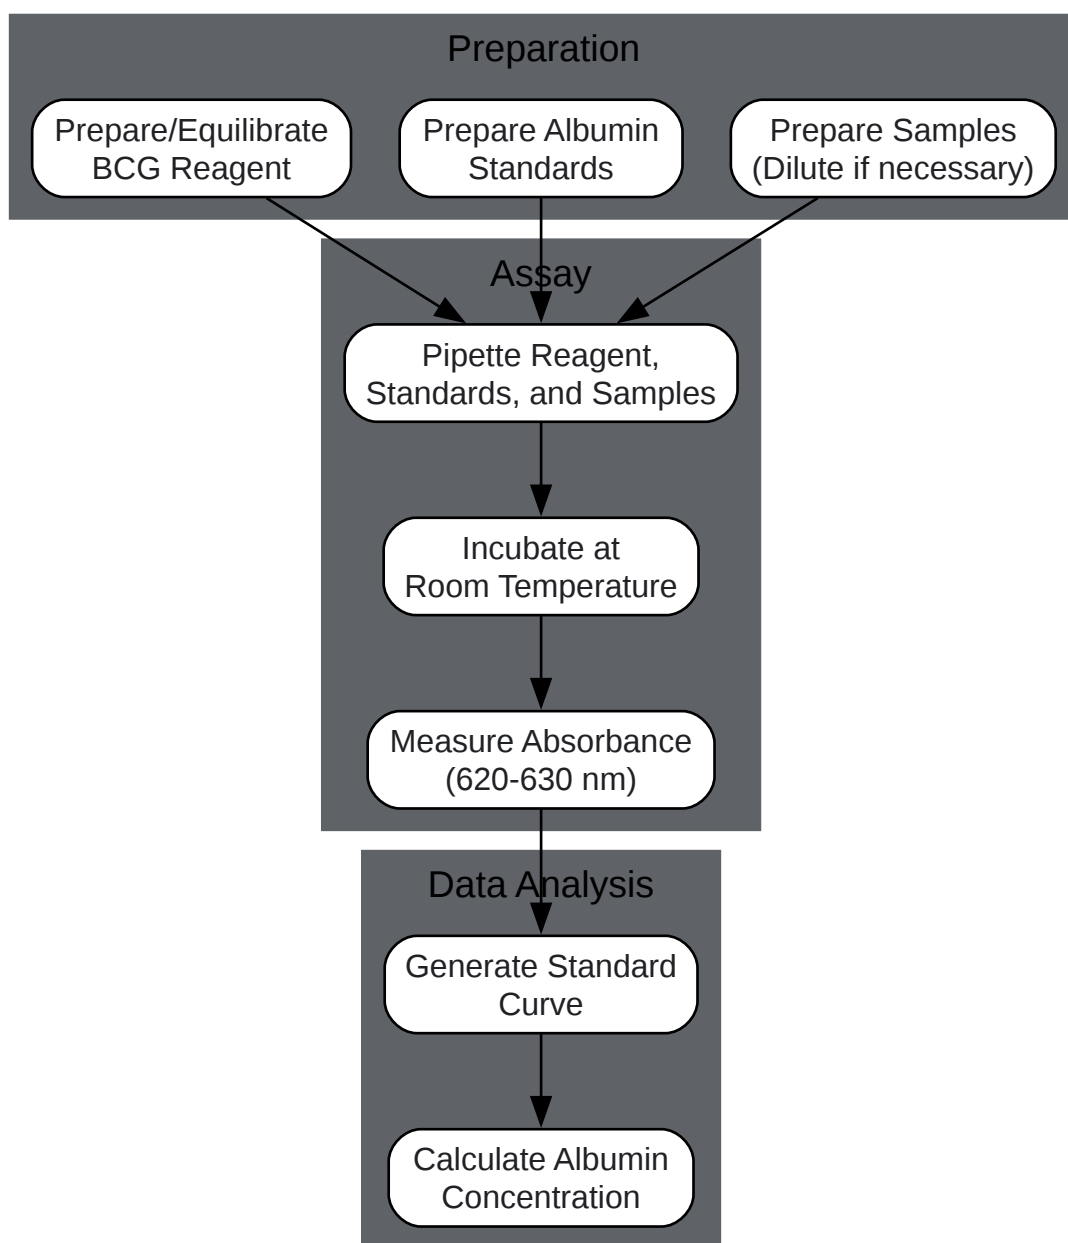 Preparation
Prepare/Equilibrate
BCG Reagent
Prepare Albumin
Standards
Prepare Samples
(Dilute if necessary)
Assay
Pipette Reagent,
Standards, and Samples
Incubate at
Room Temperature
Measure Absorbance
(620-630 nm)
Data Analysis
Generate Standard
Curve
Calculate Albumin
Concentration